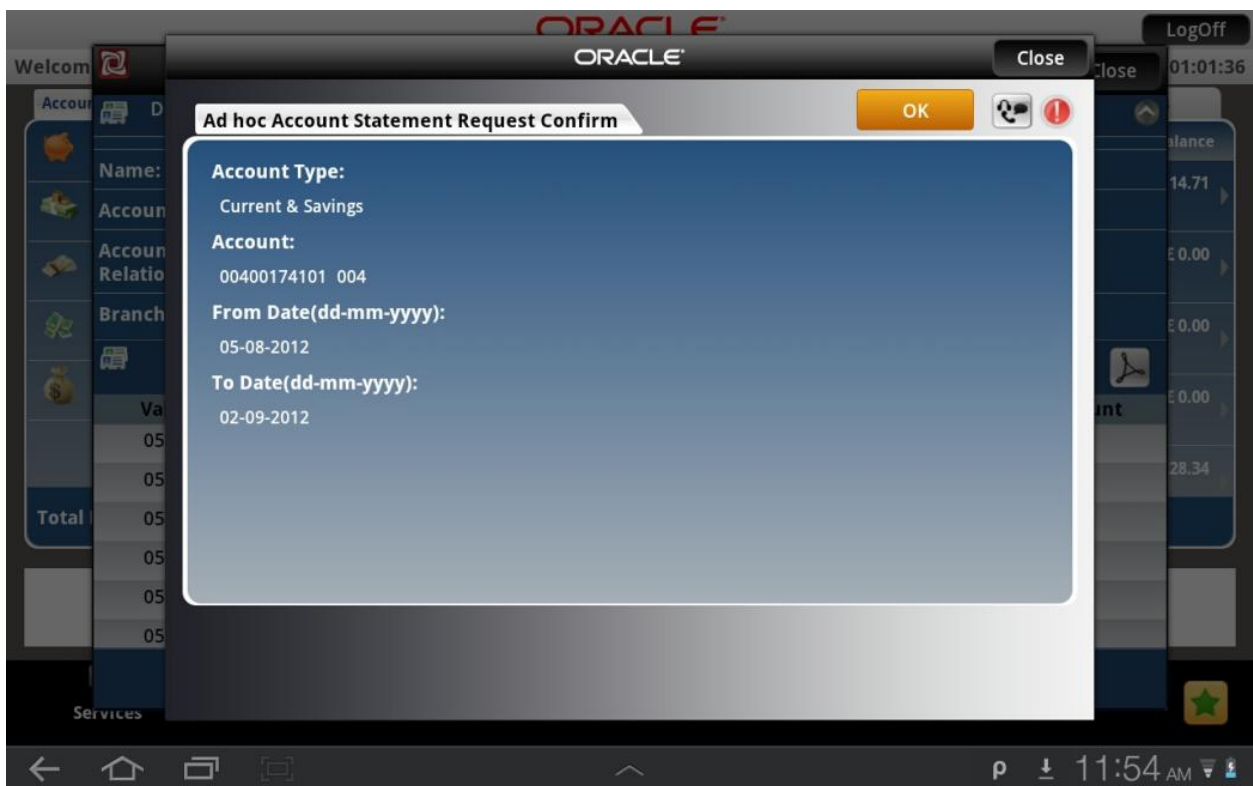 ORACLE
LogOff
ORACLE
Close
Close
01:01:36
Welcom
Accour
D
Ad hoc Account Statement Request Confirm
OK
alance
Name:
Account Type:
14.71
Current & Savings
Accoun
Account:
Accoun
Relatio
00400174101 004
£ 0.00
Branch
From Date(dd-mm-yyyy):
£ 0.00
05-08-2012
To Date(dd-mm-yyyy):
£ 0.00
Va
02-09-2012
unt
05
05
28.34
Total
05
05
05
05
Services
11:54 AM